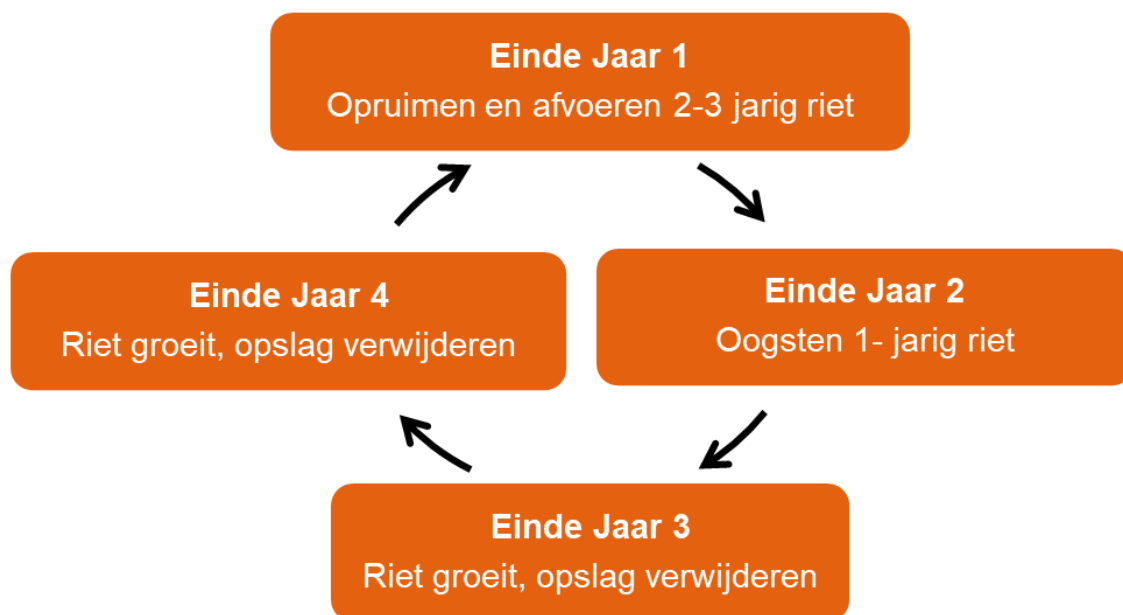 Einde Jaar 1
Opruimen en afvoeren 2-3 jarig riet
Einde Jaar 2
Oogsten 1- jarig riet
Einde Jaar 3
Riet groeit, opslag verwijderen
Einde Jaar 4
Riet groeit, opslag verwijderen